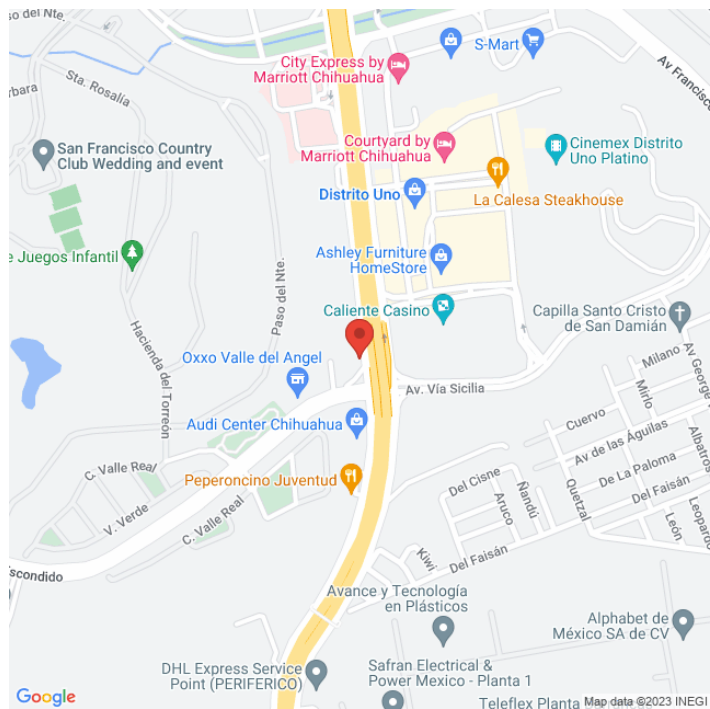 so del Nte.
City Express by
Marriott Chihuahua
S-Mart
Av Francisco
Sta. Rosalía
arbara
San Francisco Country
Club Wedding and event
Courtyard by
Marriott Chihuahua
Cinemex Distrito
Uno Platino
Distrito Uno
La Calesa Steakhouse
e Juegos Infantil
Paso del Nte.
Ashley Furniture
HomeStore
Caliente Casino
Capilla Santo Cristo
de San Damián
Hacienda del Torreón
Oxxo Valle del Angel
Av. Vía Sicilia
Milano
Av George
Mirlo
Audi Center Chihuahua
Cuervo
Av de las Águilas
Albatros
C. Valle Real
Peperoncino Juventud
Del Cisne
De La Paloma
Ñandú
Aruco
Quetzal
Del Faisán
Leopardo
León
V. Verde
C. Valle Real
Kiwi
Del Faisán
Escondido
Avance y Tecnología
en Plásticos
Alphabet de
México SA de CV
DHL Express Service
Point (PERIFERICO)
Safran Electrical &
Power Mexico - Planta 1
Teleflex Planta
Google
Map data ©2023 INEGI